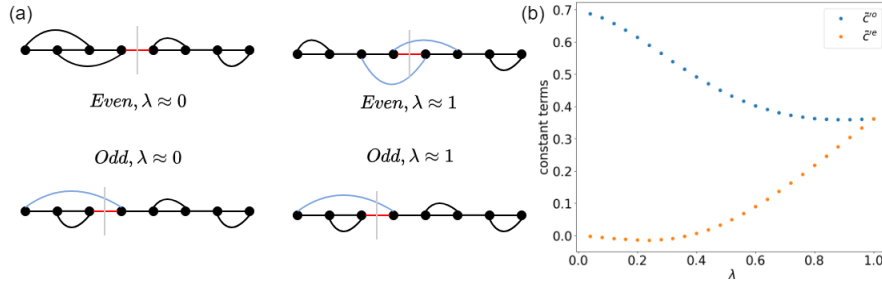 (a)
Even, λ ≈ 0
Even, λ ≈ 1
Odd, λ ≈ 0
Odd, λ ≈ 1
(b)
constant terms
0.7
0.6
0.5
0.4
0.3
0.2
0.1
0.0
0.0
0.2
0.4
0.6
0.8
1.0
λ
c̃′ᵒ
c̃′ᵉ